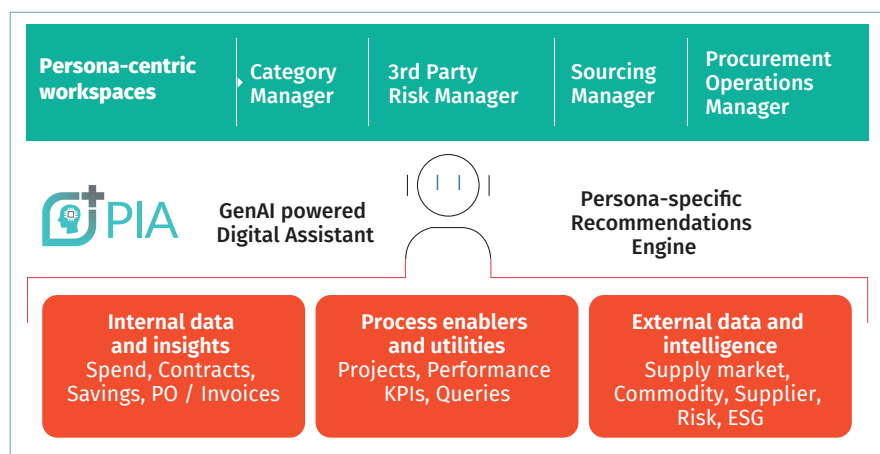 Persona-centric
workspaces
Category
Manager
3rd Party
Risk Manager
Sourcing
Manager
Procurement
Operations
Manager
PIA
GenAI powered
Digital Assistant
Persona-specific
Recommendations
Engine
Internal data
and insights
Spend, Contracts,
Savings, PO / Invoices
Process enablers
and utilities
Projects, Performance
KPIs, Queries
External data and
intelligence
Supply market,
Commodity, Supplier,
Risk, ESG